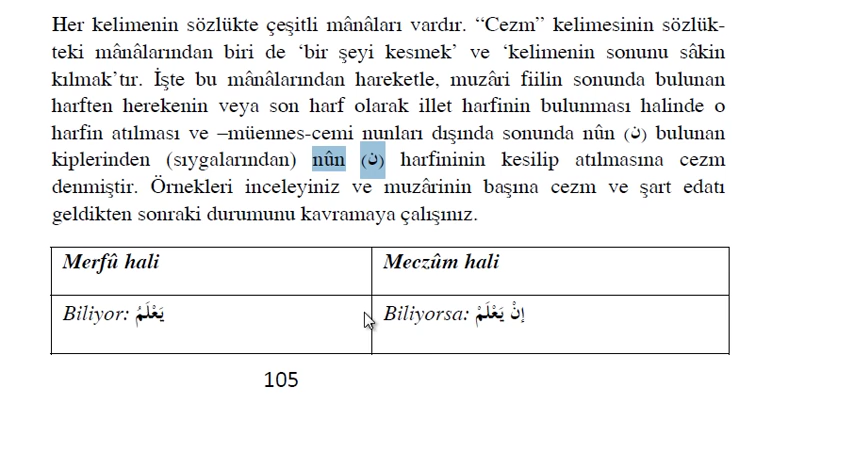 Her kelimenin sözlükte çeşitli mânâları vardır. “Cezm” kelimesinin sözlük-
teki mânâlarından biri de ‘bir şeyi kesmek’ ve ‘kelimenin sonunu sâkin
kılmak’tır. İşte bu mânâlarından hareketle, muzâri fiilin sonunda bulunan
harften herekenin veya son harf olarak illet harfinin bulunması halinde o
harfin atılması ve –müennes-cemi nunları dışında sonunda nûn (ن) bulunan
kiplerinden (sıygalarından) nûn (ن) harfininin kesilip atılmasına cezm
denmiştir. Örnekleri inceleyiniz ve muzârinin başına cezm ve şart edatı
geldikten sonraki durumunu kavramaya çalışınız.
Merfû hali
Meczûm hali
Biliyor: يَعْلَمُ
Biliyorsa: إنْ يَعْلَمْ
105